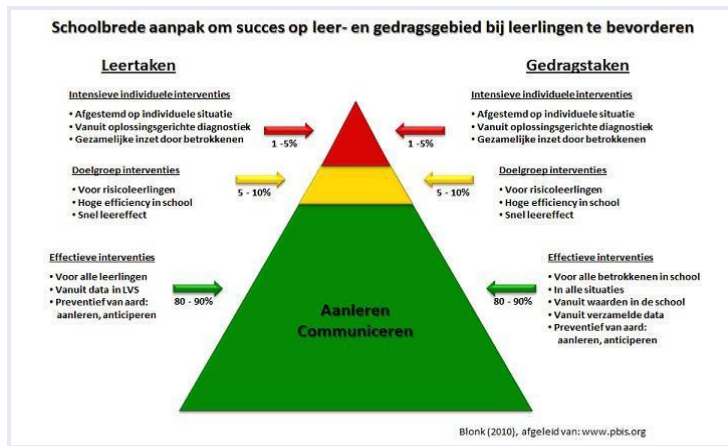 Schoolbrede aanpak om succes op leer- en gedragsgebied bij leerlingen te bevorderen
Leertaken
Intensieve individuele interventies
• Afgestemd op individuele situatie
• Vanuit oplossingsgerichte diagnostiek
• Gezamelijke inzet door betrokkenen
1 -5%
Doelgroep interventies
• Voor risicoleerlingen
• Hoge efficiency in school
• Snel leereffect
5 - 10%
Effectieve interventies
• Voor alle leerlingen
• Vanuit data in LVS
• Preventief van aard:
aanleren, anticiperen
80 - 90%
Aanleren
Communiceren
Gedragstaken
Intensieve individuele interventies
• Afgestemd op individuele situatie
• Vanuit oplossingsgerichte diagnostiek
• Gezamelijke inzet door betrokkenen
1 -5%
Doelgroep interventies
• Voor risicoleerlingen
• Hoge efficiency in school
• Snel leereffect
5 - 10%
Effectieve interventies
• Voor alle betrokkenen in school
• In alle situaties
• Vanuit waarden in de school
• Vanuit verzamelde data
• Preventief van aard:
aanleren, anticiperen
80 - 90%
Blonk (2010), afgeleid van: www.pbis.org